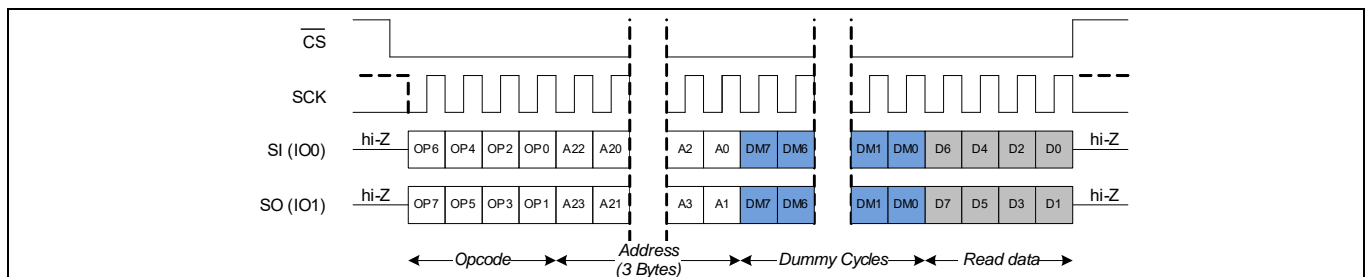 CS
SCK
SI (IO0) hi-Z OP6 OP4 OP2 OP0 A22 A20 A2 A0 DM7 DM6 DM1 DM0 D6 D4 D2 D0 hi-Z
SO (IO1) hi-Z OP7 OP5 OP3 OP1 A23 A21 A3 A1 DM7 DM6 DM1 DM0 D7 D5 D3 D1 hi-Z
Opcode Address Dummy Cycles Read data
(3 Bytes)